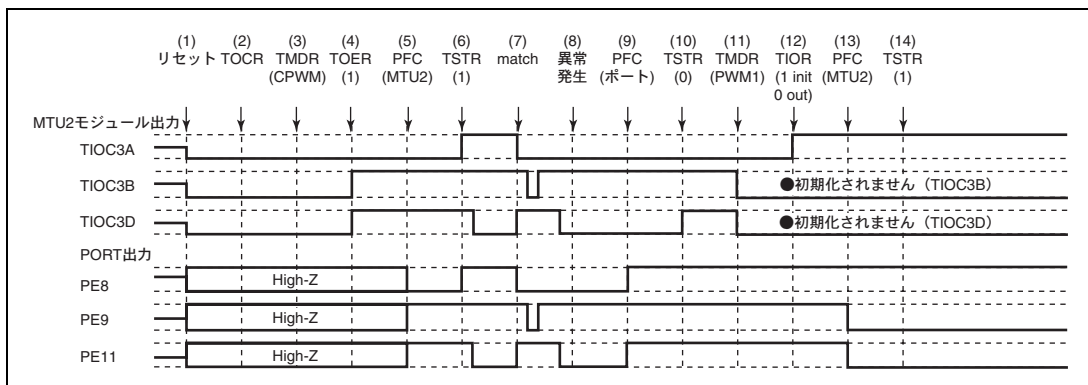 (1) (2) (3) (4) (5) (6) (7) (8) (9) (10) (11) (12) (13) (14)
リセット TOCR TMDR TOER PFC TSTR match 異常 PFC TSTR TMDR TIOR PFC TSTR
(CPWM) (1) (MTU2) (1) 発生 (ポート) (0) (PWM1) (1 init (MTU2) (1)
0 out)
MTU2モジュール出力
TIOC3A
TIOC3B ●初期化されません（TIOC3B）
TIOC3D ●初期化されません（TIOC3D）
PORT出力
PE8 High-Z
PE9 High-Z
PE11 High-Z